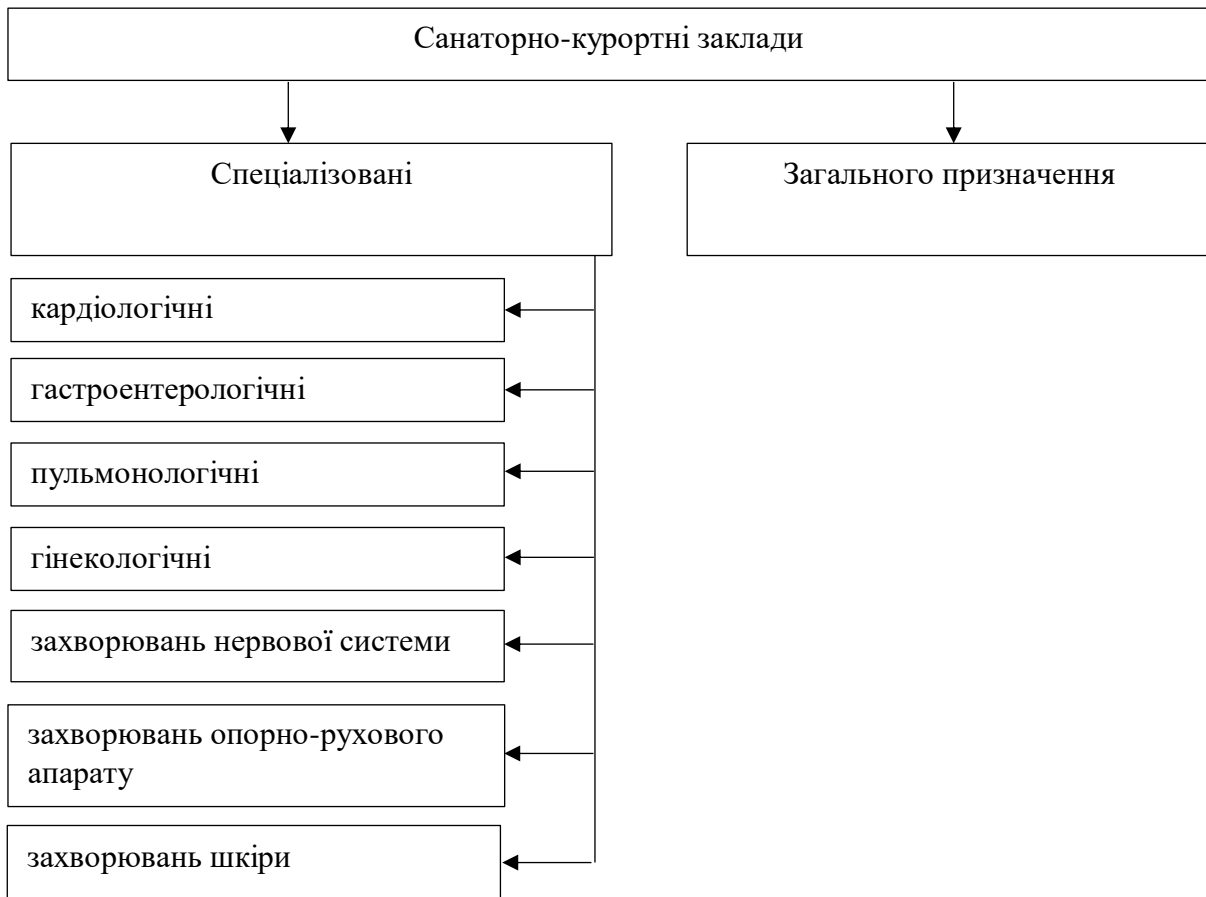 Санаторно-курортні заклади
Спеціалізовані
Загального призначення
кардіологічні
гастроентерологічні
пульмонологічні
гінекологічні
захворювань нервової системи
захворювань опорно-рухового
апарату
захворювань шкіри